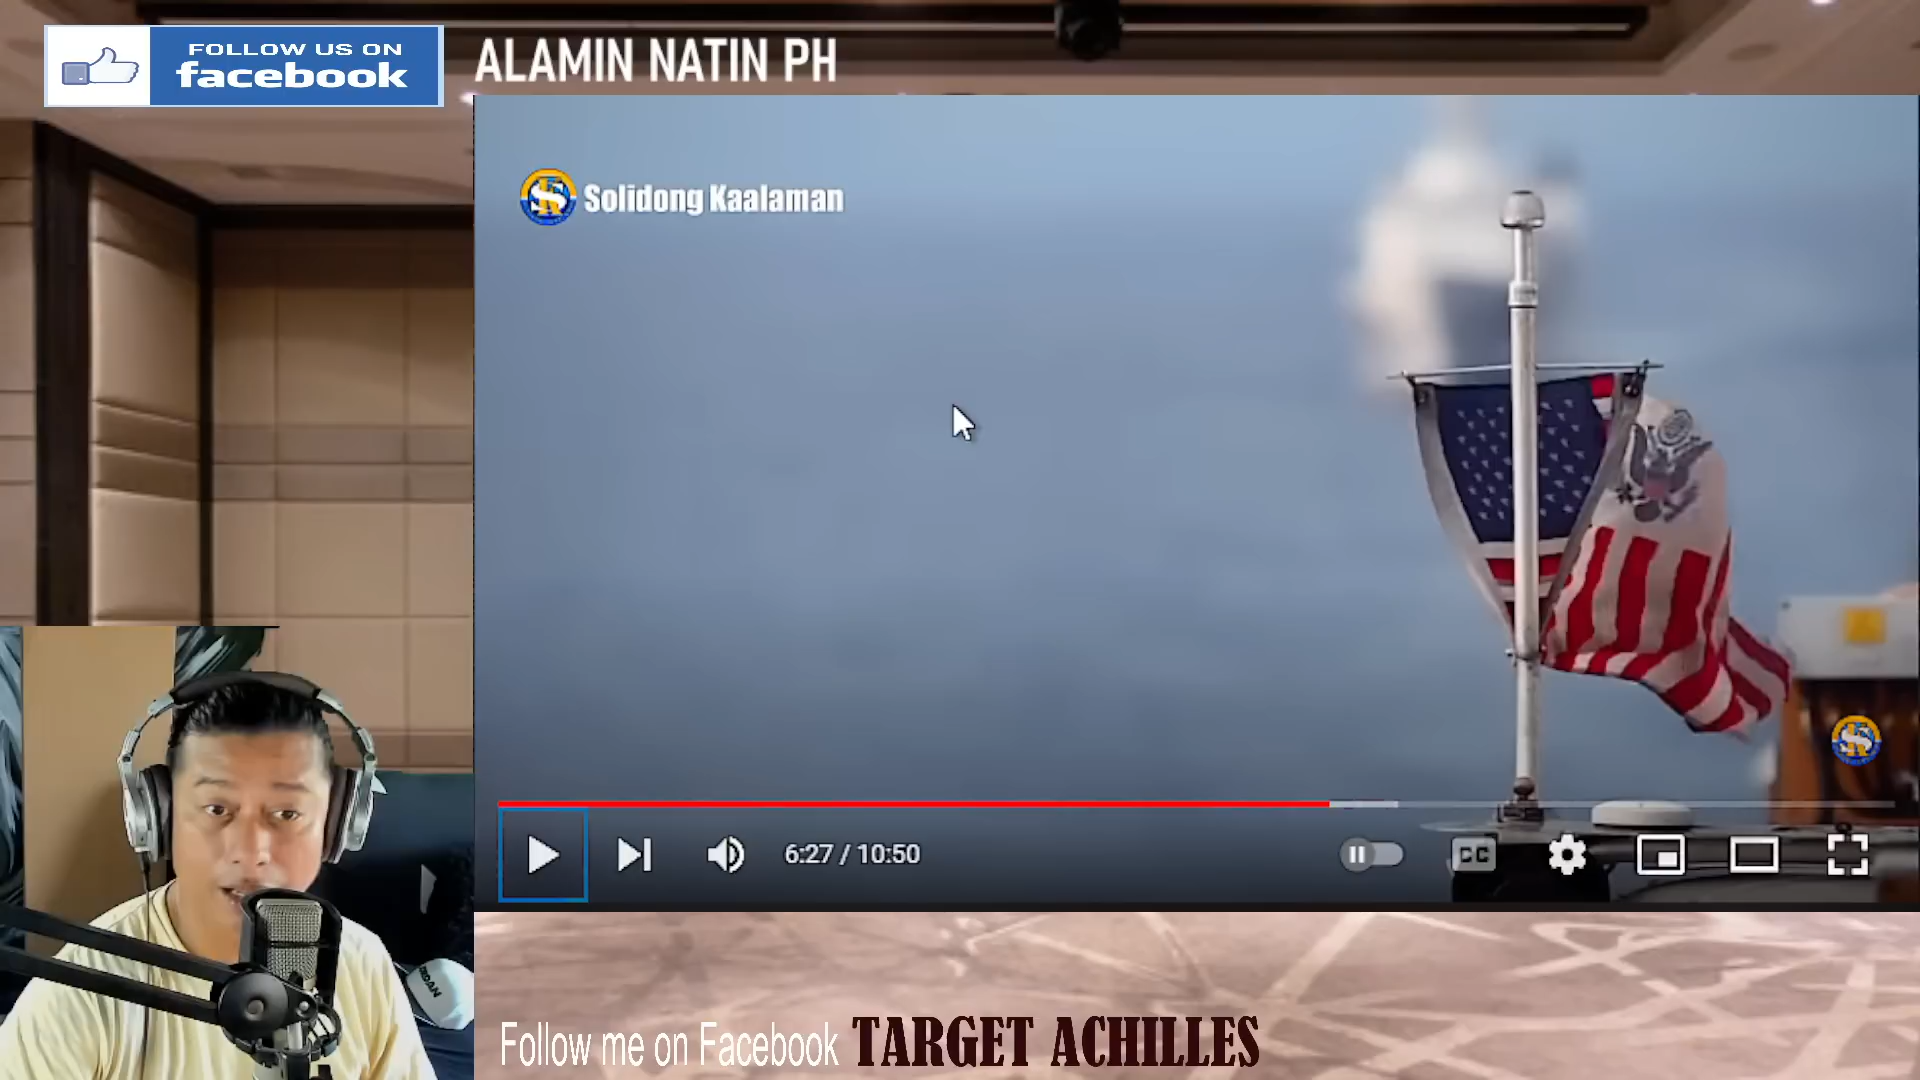 FOLLOW US ON
facebook
ALAMIN NATIN PH
Solidong Kaalaman
6:27 / 10:50
CC
Follow me on Facebook TARGET ACHILLES